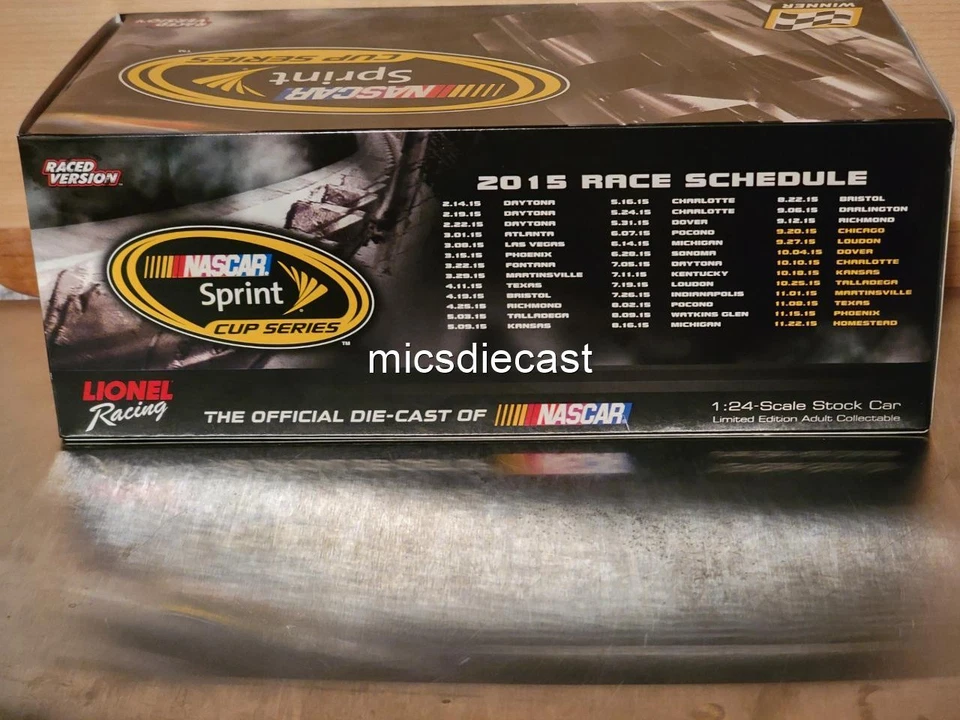 RACED VERSION
WINNER
NASCAR
Sprint
CUP SERIES
RACED
VERSION
2015 RACE SCHEDULE
2.14.15 DAYTONA
2.19.15 DAYTONA
2.22.15 DAYTONA
3.01.15 ATLANTA
3.08.15 LAS VEGAS
3.15.15 PHOENIX
3.22.15 FONTANA
3.29.15 MARTINSVILLE
4.11.15 TEXAS
4.19.15 BRISTOL
4.25.15 RICHMOND
5.03.15 TALLADEGA
5.09.15 KANSAS
5.16.15 CHARLOTTE
5.24.15 CHARLOTTE
5.31.15 DOVER
6.07.15 POCONO
6.14.15 MICHIGAN
6.28.15 SONOMA
7.05.15 DAYTONA
7.11.15 KENTUCKY
7.19.15 LOUDON
7.26.15 INDIANAPOLIS
8.02.15 POCONO
8.09.15 WATKINS GLEN
8.16.15 MICHIGAN
8.22.15 BRISTOL
9.06.15 DARLINGTON
9.12.15 RICHMOND
9.20.15 CHICAGO
9.27.15 LOUDON
10.04.15 DOVER
10.10.15 CHARLOTTE
10.18.15 KANSAS
10.25.15 TALLADEGA
11.01.15 MARTINSVILLE
11.08.15 TEXAS
11.15.15 PHOENIX
11.22.15 HOMESTEAD
NASCAR
Sprint
CUP SERIES
TM
micsdiecast
LIONEL
Racing
THE OFFICIAL DIE-CAST OF NASCAR
1:24-Scale Stock Car
Limited Edition Adult Collectable